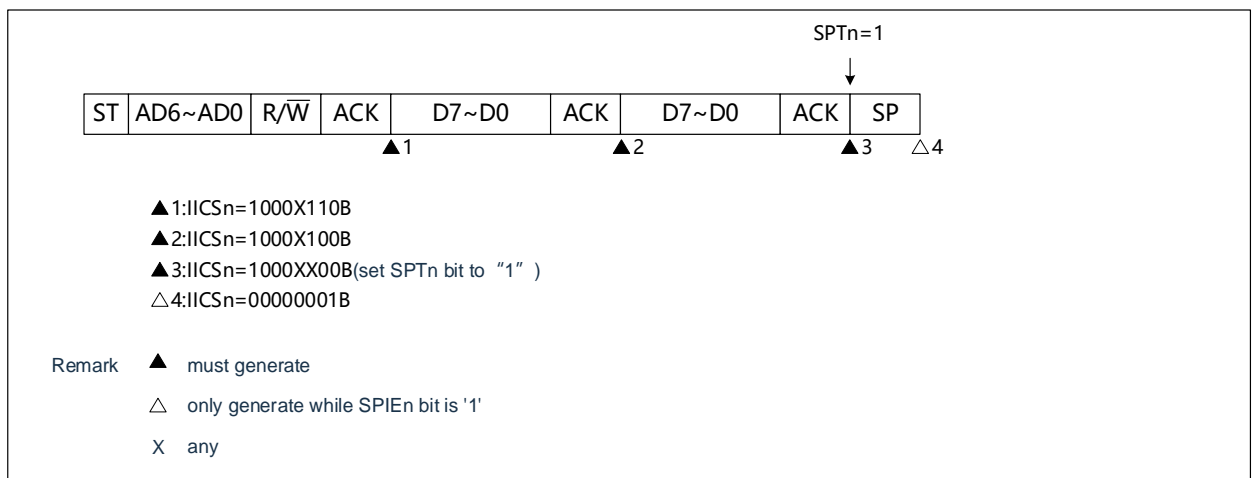 SPTn=1
ST AD6~AD0 R/W̅ ACK D7~D0 ACK D7~D0 ACK SP
▲1 ▲2 ▲3 △4
▲1:IICSn=1000X110B
▲2:IICSn=1000X100B
▲3:IICSn=1000XX00B(set SPTn bit to “1” )
△4:IICSn=00000001B
Remark ▲ must generate
△ only generate while SPIEn bit is '1'
X any